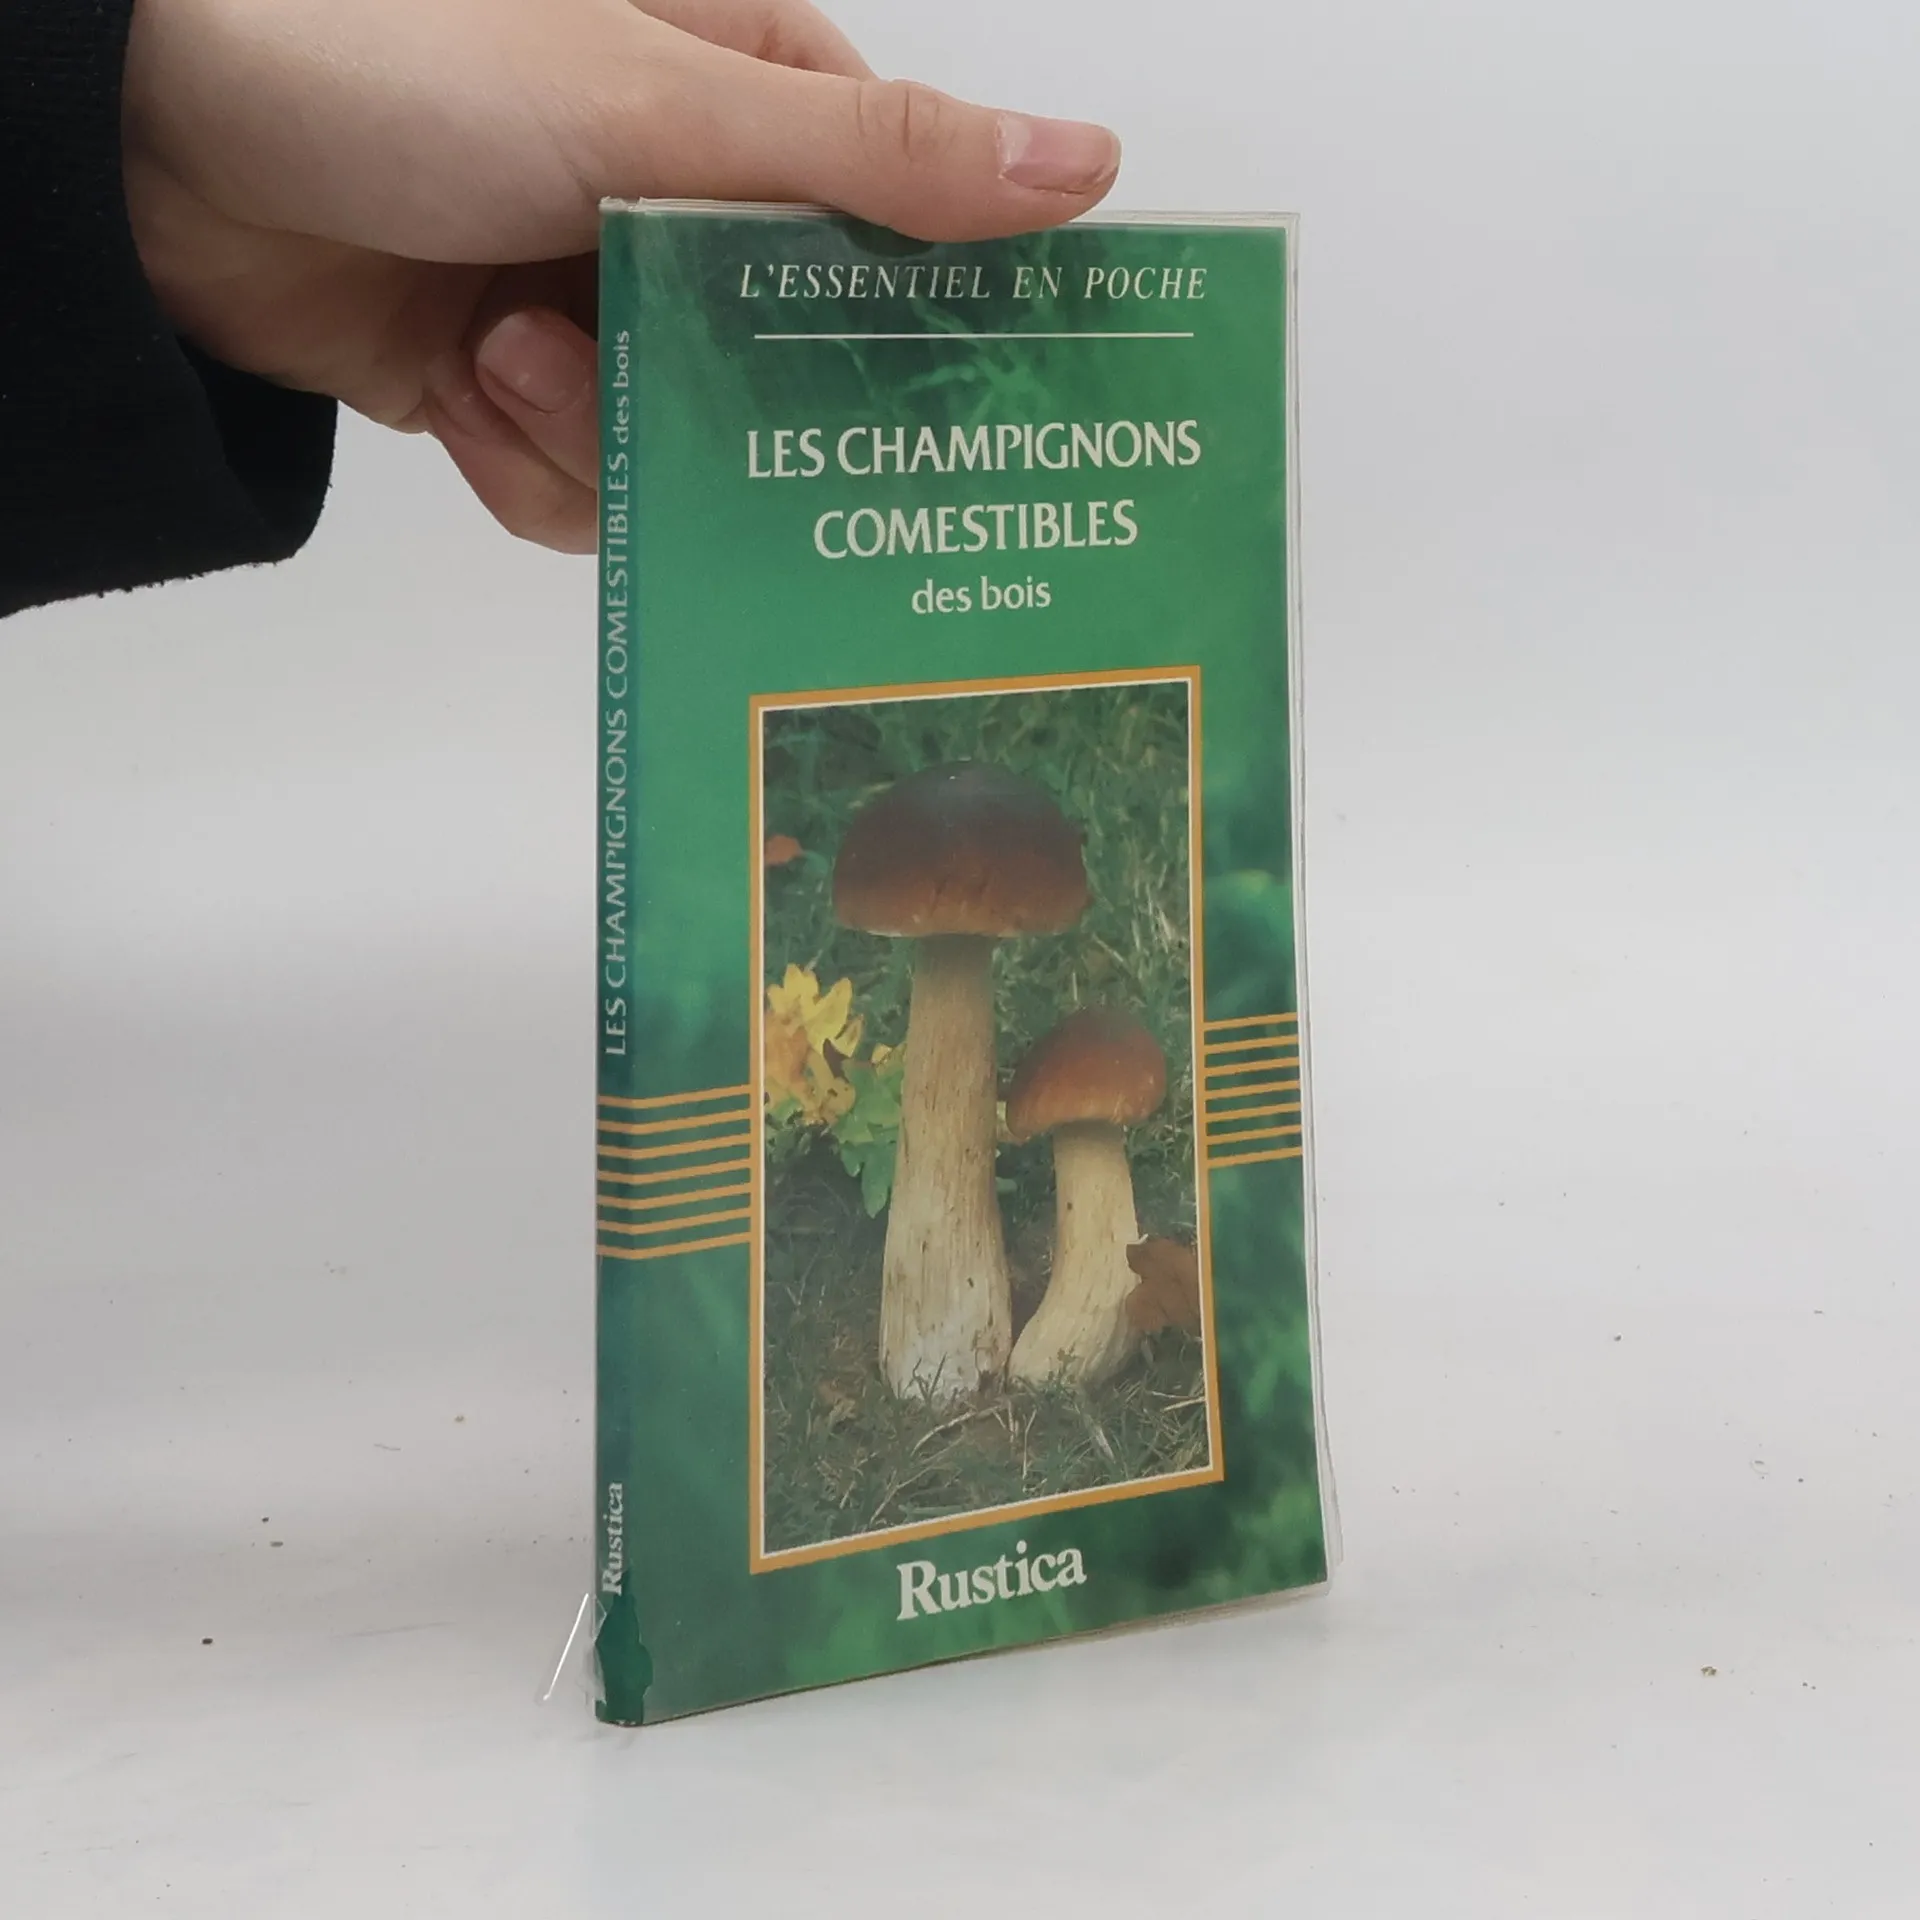 L'ESSENTIEL EN POCHE
LES CHAMPIGNONS
COMESTIBLES
des bois
Rustica
LES CHAMPIGNONS COMESTIBLES des bois
Rustica